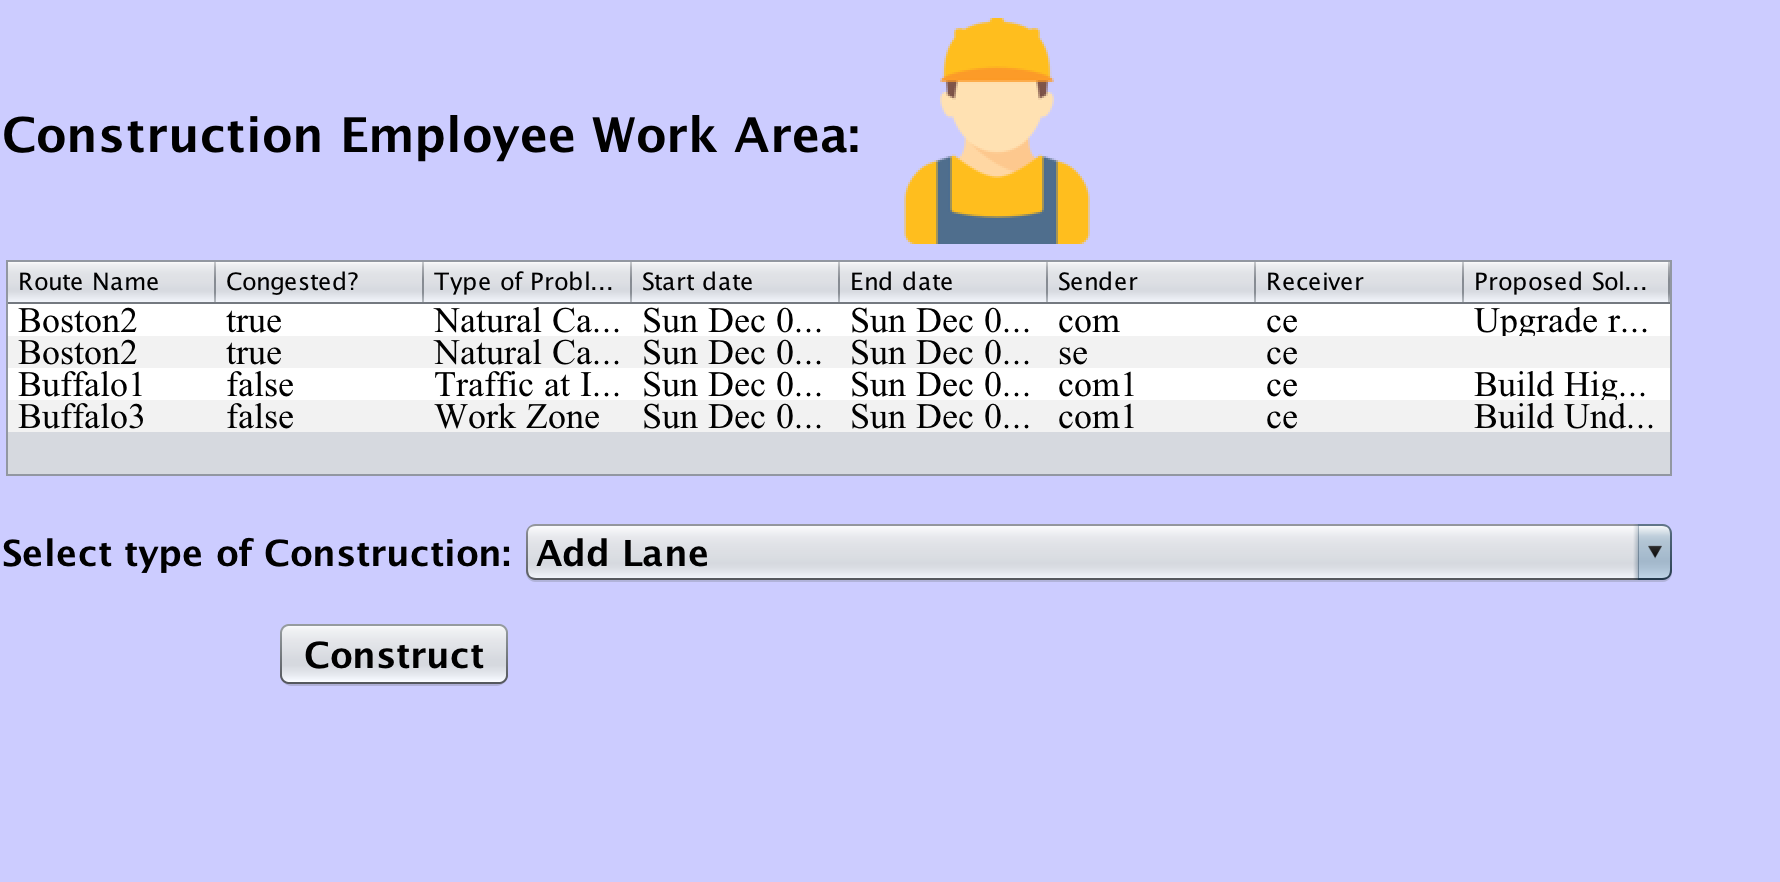 Construction Employee Work Area:
Route Name Congested? Type of Probl... Start date End date Sender Receiver Proposed Sol...
Boston2 true Natural Ca... Sun Dec 0... Sun Dec 0... com ce Upgrade r...
Boston2 true Natural Ca... Sun Dec 0... Sun Dec 0... se ce
Buffalo1 false Traffic at I... Sun Dec 0... Sun Dec 0... com1 ce Build Hig...
Buffalo3 false Work Zone Sun Dec 0... Sun Dec 0... com1 ce Build Und...
Select type of Construction: Add Lane
Construct